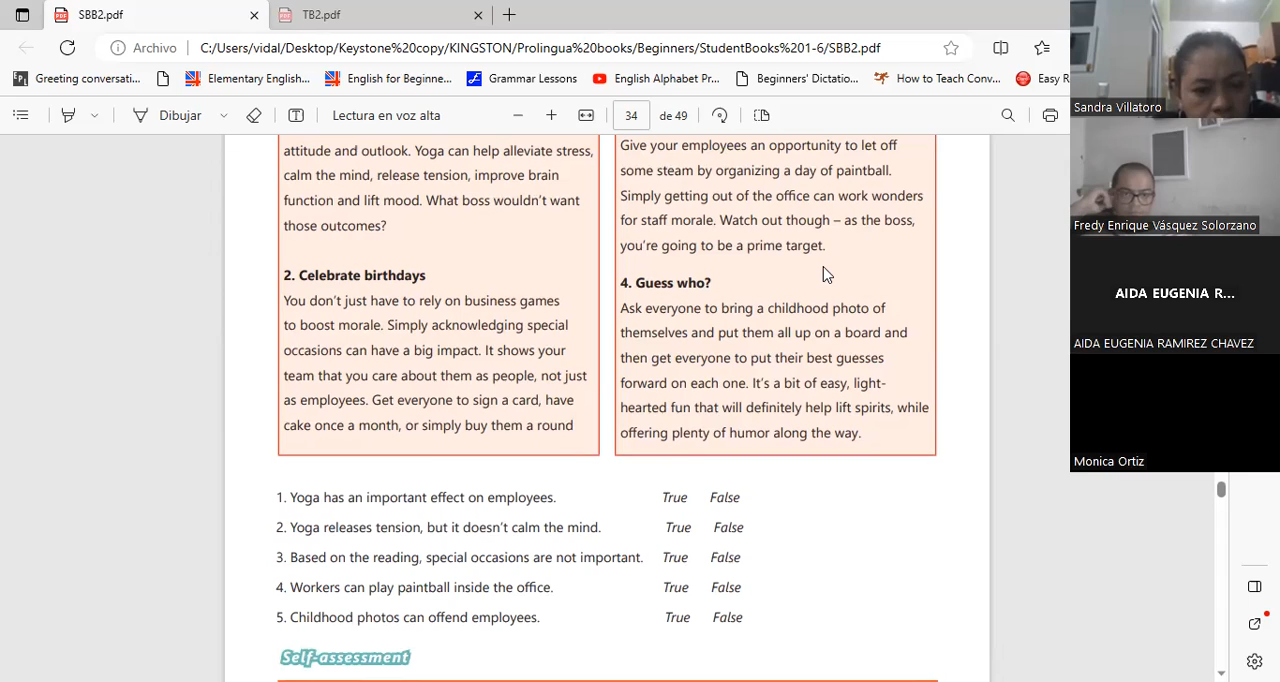 SBB2.pdf
TB2.pdf
Archivo
C:/Users/vidal/Desktop/Keystone%20copy/KINGSTON/Prolingua%20books/Beginners/StudentBooks%201-6/SBB2.pdf
Greeting conversati...
Elementary English...
English for Beginne...
Grammar Lessons
English Alphabet Pr...
Beginners' Dictatio...
How to Teach Conv...
Easy R
Dibujar
Lectura en voz alta
34 de 49
attitude and outlook. Yoga can help alleviate stress,
calm the mind, release tension, improve brain
function and lift mood. What boss wouldn't want
those outcomes?
2. Celebrate birthdays
You don't just have to rely on business games
to boost morale. Simply acknowledging special
occasions can have a big impact. It shows your
team that you care about them as people, not just
as employees. Get everyone to sign a card, have
cake once a month, or simply buy them a round
Give your employees an opportunity to let off
some steam by organizing a day of paintball.
Simply getting out of the office can work wonders
for staff morale. Watch out though – as the boss,
you're going to be a prime target.
4. Guess who?
Ask everyone to bring a childhood photo of
themselves and put them all up on a board and
then get everyone to put their best guesses
forward on each one. It's a bit of easy, light-
hearted fun that will definitely help lift spirits, while
offering plenty of humor along the way.
1. Yoga has an important effect on employees. True False
2. Yoga releases tension, but it doesn't calm the mind. True False
3. Based on the reading, special occasions are not important. True False
4. Workers can play paintball inside the office. True False
5. Childhood photos can offend employees. True False
Self-assessment
Sandra Villatoro
Fredy Enrique Vásquez Solorzano
AIDA EUGENIA R...
AIDA EUGENIA RAMIREZ CHAVEZ
Monica Ortiz